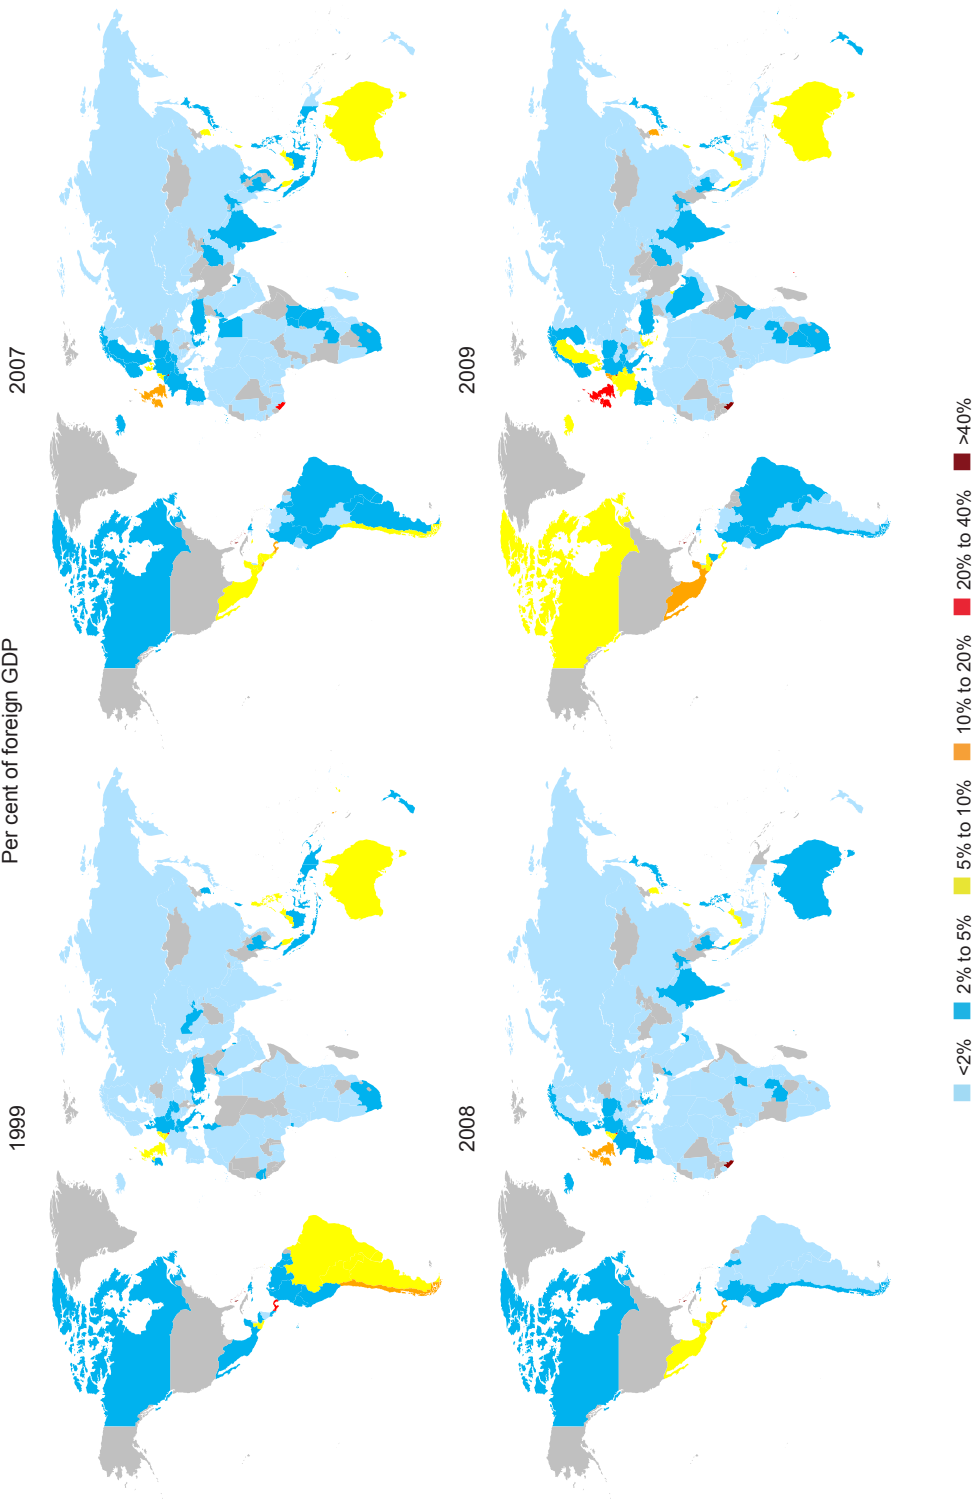 Per cent of foreign GDP
1999
2007
2008
2009
<2%
2% to 5%
5% to 10%
10% to 20%
20% to 40%
>40%